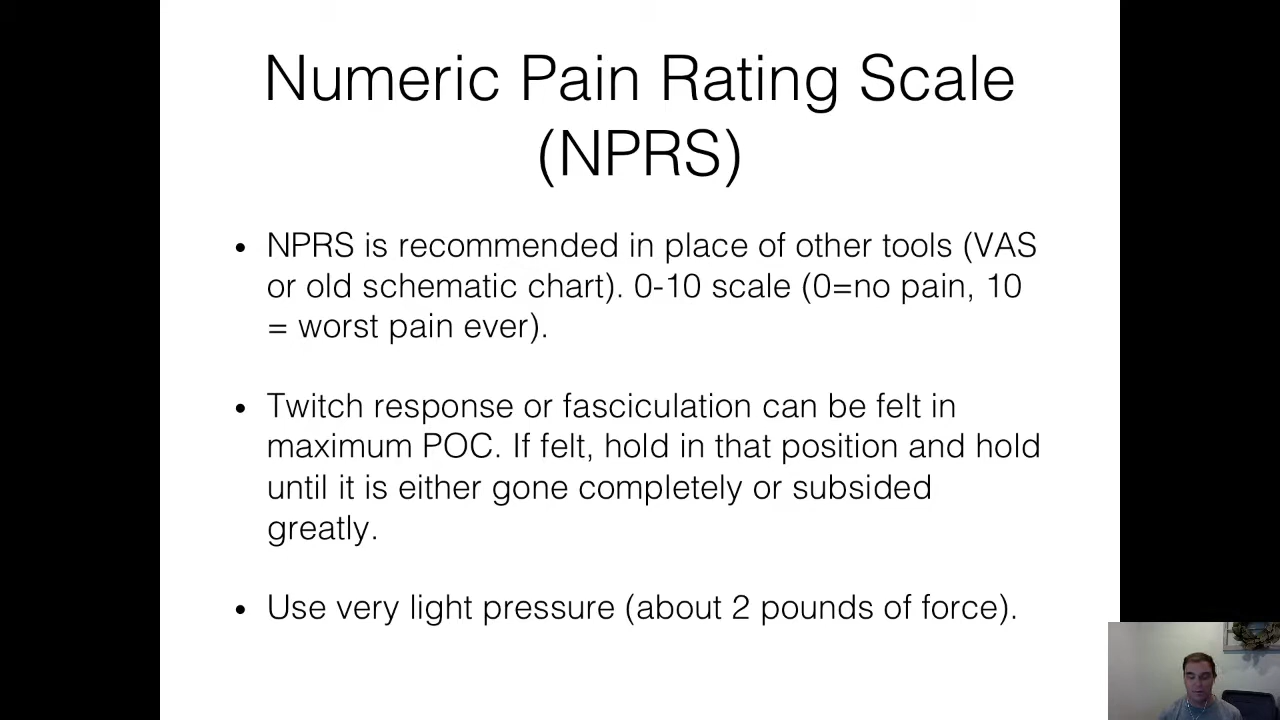 Numeric Pain Rating Scale
(NPRS)
• NPRS is recommended in place of other tools (VAS
or old schematic chart). 0-10 scale (0=no pain, 10
= worst pain ever).
• Twitch response or fasciculation can be felt in
maximum POC. If felt, hold in that position and hold
until it is either gone completely or subsided
greatly.
• Use very light pressure (about 2 pounds of force).